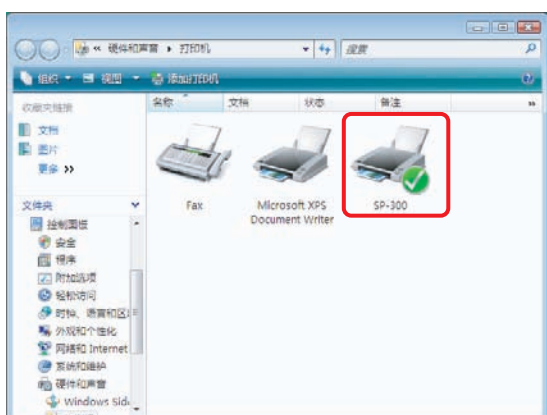 « 硬件和声音 ▸ 打印机
搜索
组织 视图 添加打印机
收藏夹链接
名称 文档 状态 备注 »
文档
图片
更多 »
Fax
Microsoft XPS Document Writer
SP-300
文件夹
控制面板
安全
程序
附加选项
轻松访问
时钟、语言和区
外观和个性化
网络和 Internet
系统和维护
硬件和声音
Windows Side